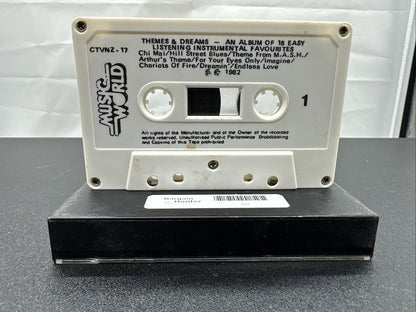 THEMES & DREAMS — AN ALBUM OF 18 EASY
CTVNZ - 17
LISTENING INSTRUMENTAL FAVOURITES
Chi Mai/Hill Street Blues/Theme From M.A.S.H./
Arthur's Theme/For Your Eyes Only/Imagine/
Chariots Of Fire/Dreamin'/Endless Love
℗ © 1982
MUSIC
WORLD
1
All rights of the Manufacturer and of the Owner of the recorded
works reserved. Unauthorised Public Performance Broadcasting
and Copying of this Tape prohibited
Bargain
Hunter